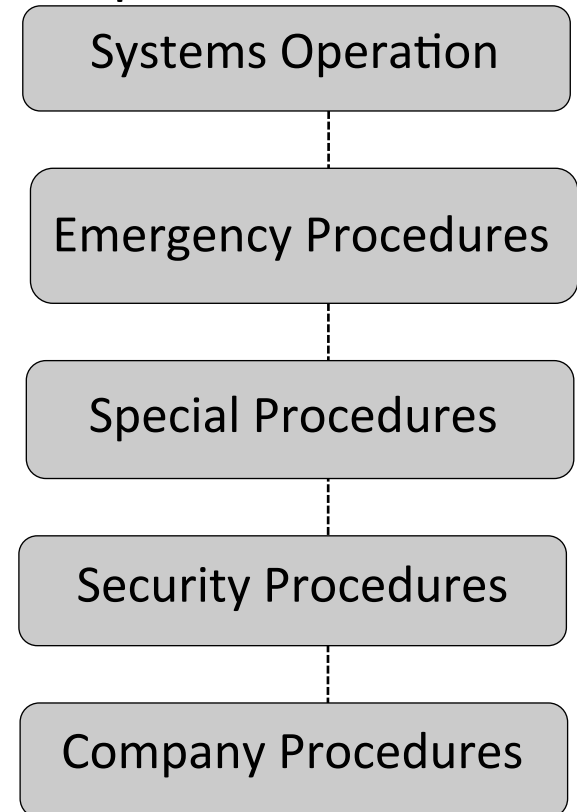 Systems Operation
Emergency Procedures
Special Procedures
Security Procedures
Company Procedures